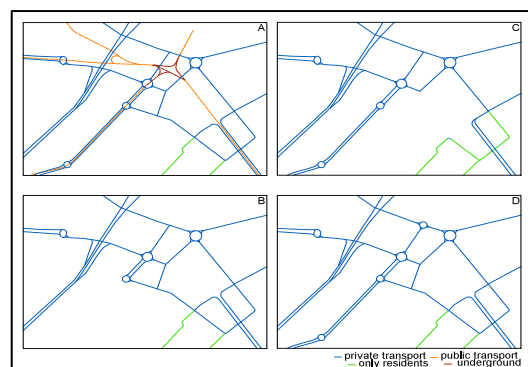 A
C
B
D
private transport public transport
only residents underground